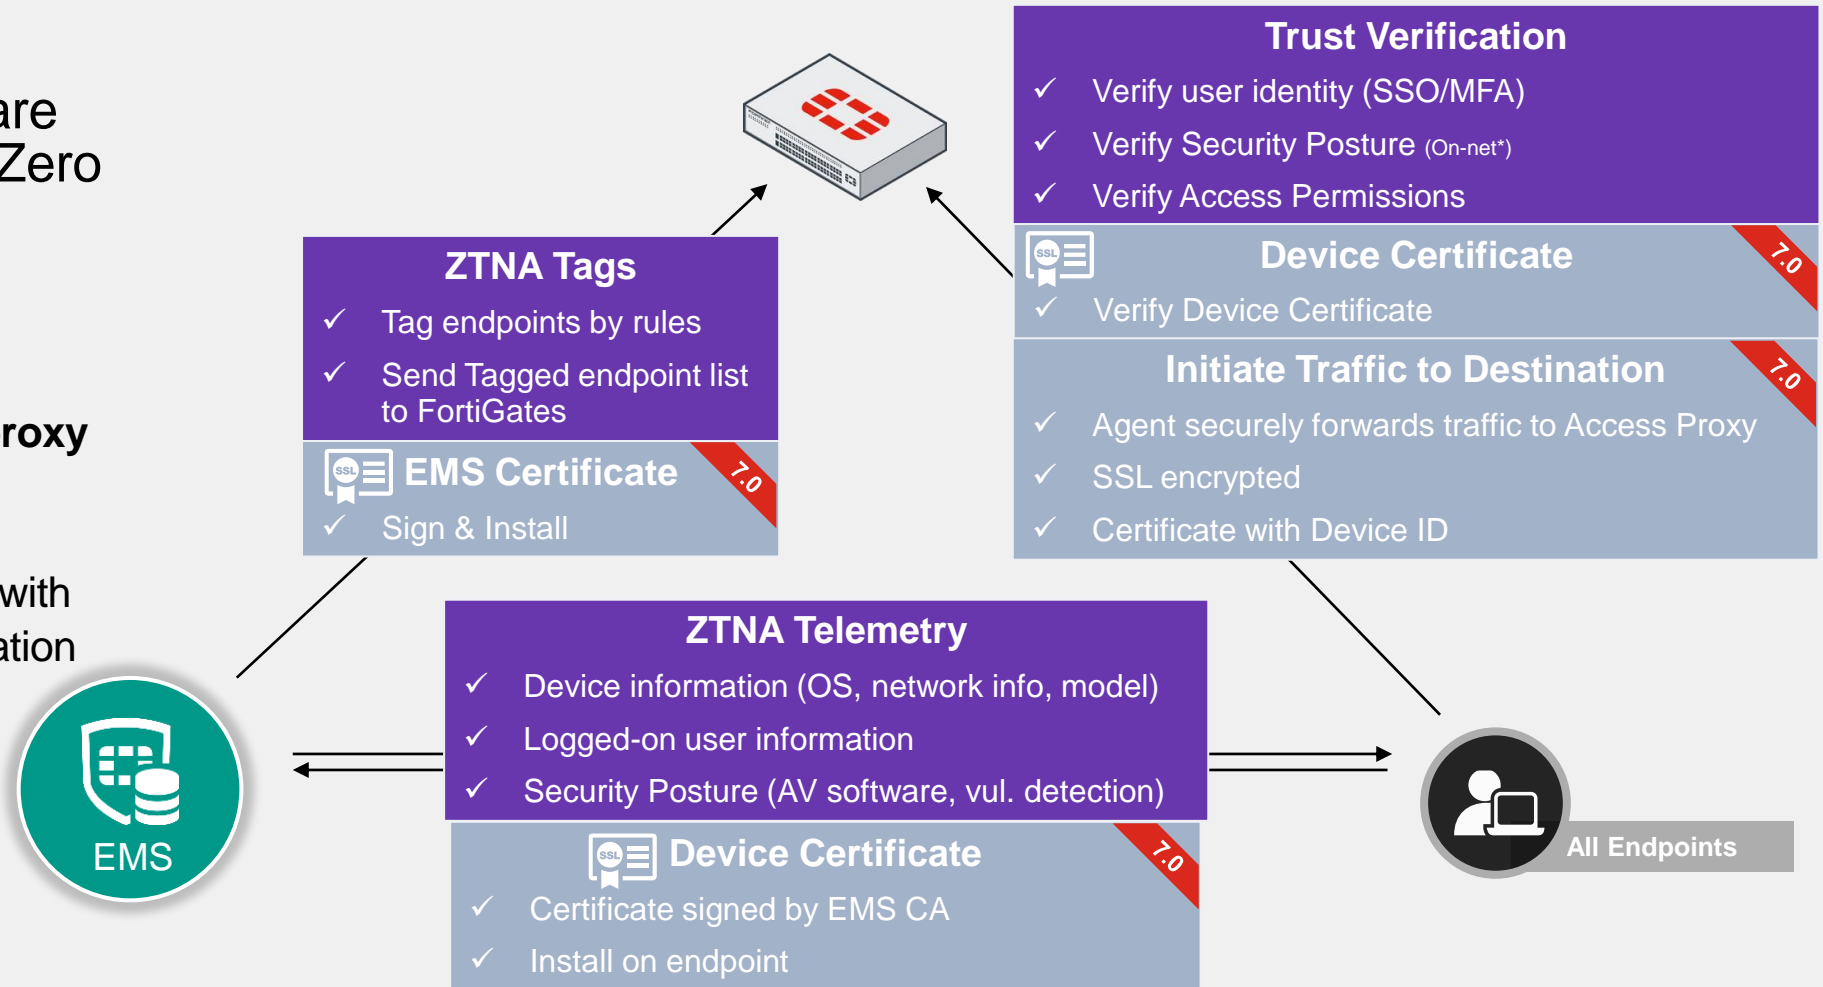 are
Zero
roxy
with
ation
Trust Verification
✓ Verify user identity (SSO/MFA)
✓ Verify Security Posture (On-net*)
✓ Verify Access Permissions
SSL
Device Certificate
7.0
✓ Verify Device Certificate
Initiate Traffic to Destination
7.0
✓ Agent securely forwards traffic to Access Proxy
✓ SSL encrypted
✓ Certificate with Device ID
ZTNA Tags
✓ Tag endpoints by rules
✓ Send Tagged endpoint list
to FortiGates
SSL
EMS Certificate
7.0
✓ Sign & Install
ZTNA Telemetry
✓ Device information (OS, network info, model)
✓ Logged-on user information
✓ Security Posture (AV software, vul. detection)
SSL
Device Certificate
7.0
✓ Certificate signed by EMS CA
✓ Install on endpoint
EMS
All Endpoints